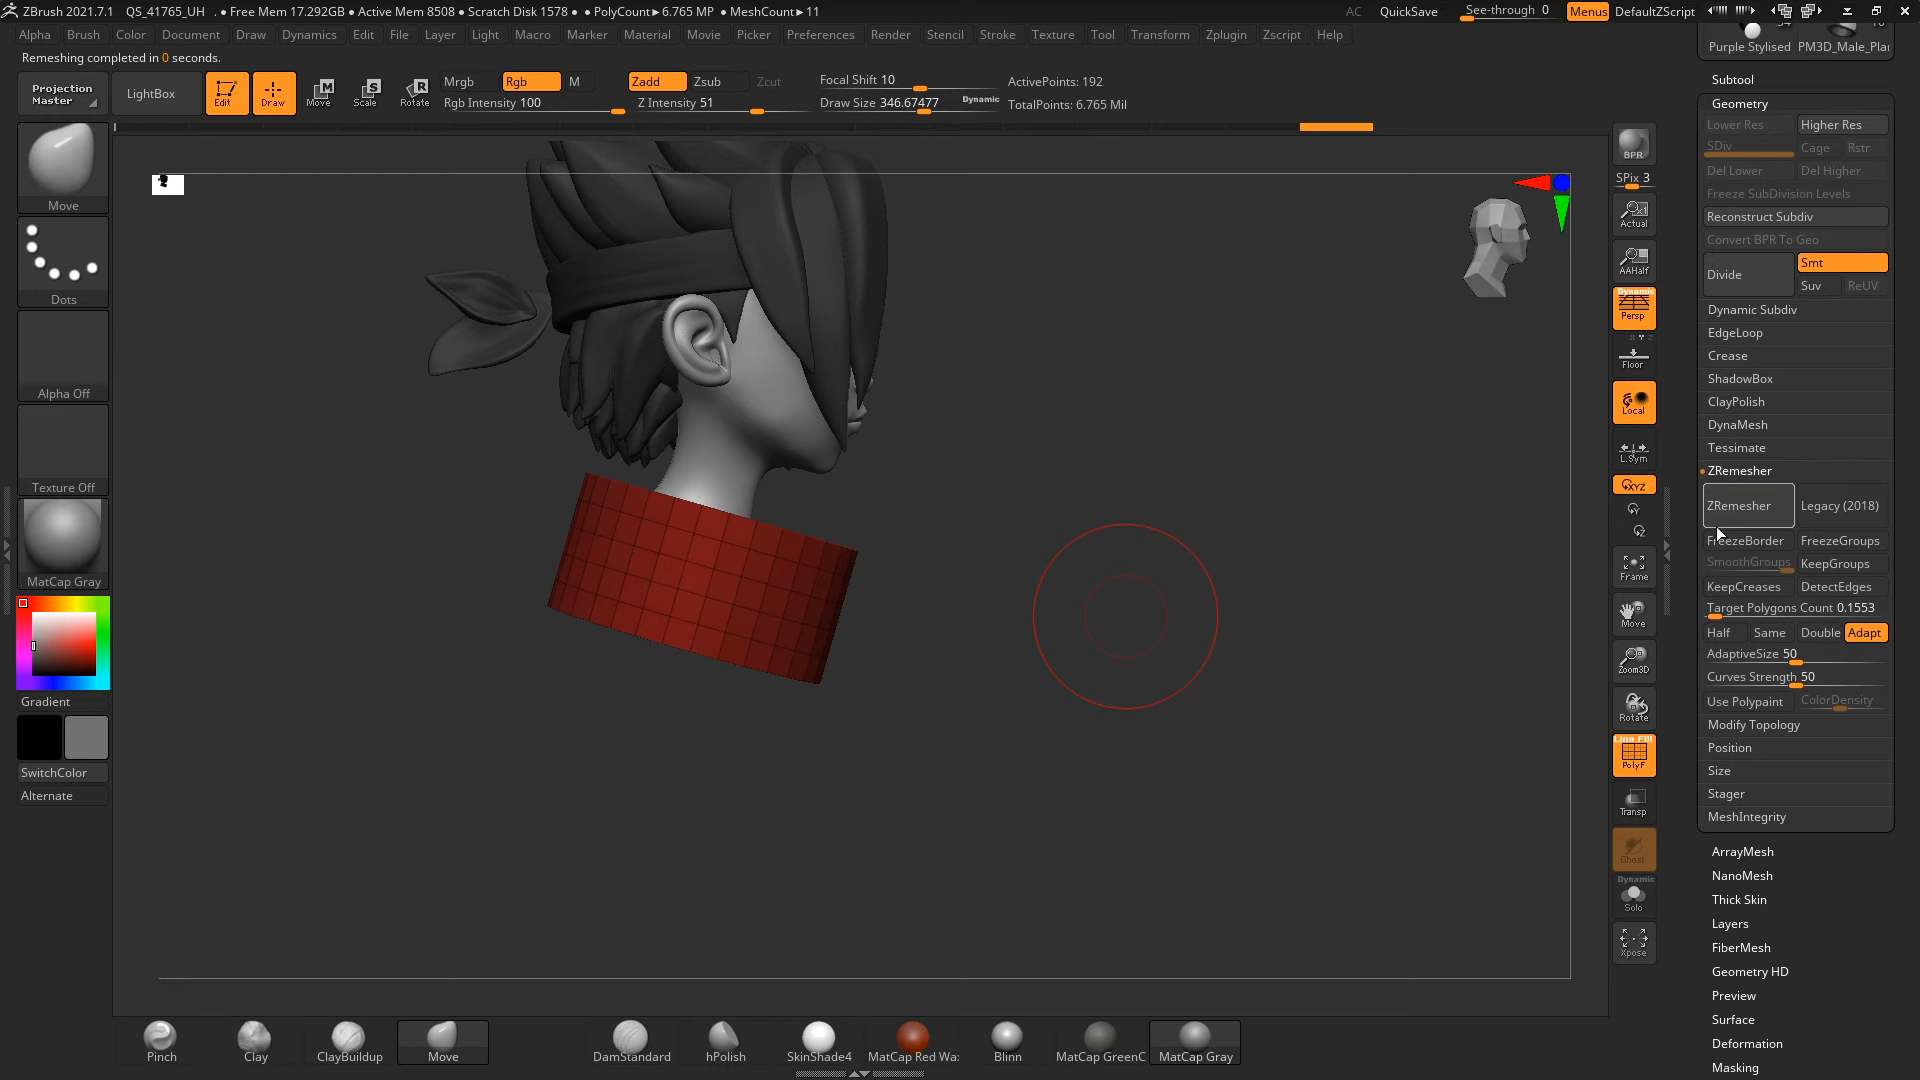 ZBrush 2021.7.1 QS_41765_UH • Free Mem 17.292GB • Active Mem 8508 • Scratch Disk 1578 • PolyCount► 6.765 MP • MeshCount► 11 AC QuickSave See-through 0 Menus DefaultZScript
Alpha Brush Color Document Draw Dynamics Edit File Layer Light Macro Marker Material Movie Picker Preferences Render Stencil Stroke Texture Tool Transform Zplugin Zscript Help
Remeshing completed in 0 seconds.
Projection Master
LightBox
Edit
Draw
Move
Scale
Rotate
Mrgb Rgb M
Rgb Intensity 100
Zadd Zsub Zcut
Z Intensity 51
Focal Shift 10
Draw Size 346.67477 Dynamic
ActivePoints: 192
TotalPoints: 6.765 Mil
Move
Dots
Alpha Off
Texture Off
MatCap Gray
Gradient
SwitchColor
Alternate
BPR
SPix 3
Actual
AAHalf
Dynamic
Persp
Floor
Local
L.Sym
XYZ
Frame
Move
Zoom3D
Rotate
Line Fill
PolyF
Transp
Ghost
Dynamic
Solo
Xpose
Purple Stylised
Subtool
Geometry
Lower Res Higher Res
SDiv Cage Rstr
Del Lower Del Higher
Freeze SubDivision Levels
Reconstruct Subdiv
Convert BPR To Geo
Divide Smt
Suv ReUV
Dynamic Subdiv
EdgeLoop
Crease
ShadowBox
ClayPolish
DynaMesh
Tessimate
ZRemesher
ZRemesher Legacy (2018)
FreezeBorder FreezeGroups
SmoothGroups KeepGroups
KeepCreases DetectEdges
Target Polygons Count 0.1553
Half Same Double Adapt
AdaptiveSize 50
Curves Strength 50
Use Polypaint ColorDensity
Modify Topology
Position
Size
Stager
MeshIntegrity
ArrayMesh
NanoMesh
Thick Skin
Layers
FiberMesh
Geometry HD
Preview
Surface
Deformation
Masking
Pinch Clay ClayBuildup Move DamStandard hPolish SkinShade4 MatCap Red Wa: Blinn MatCap GreenC MatCap Gray